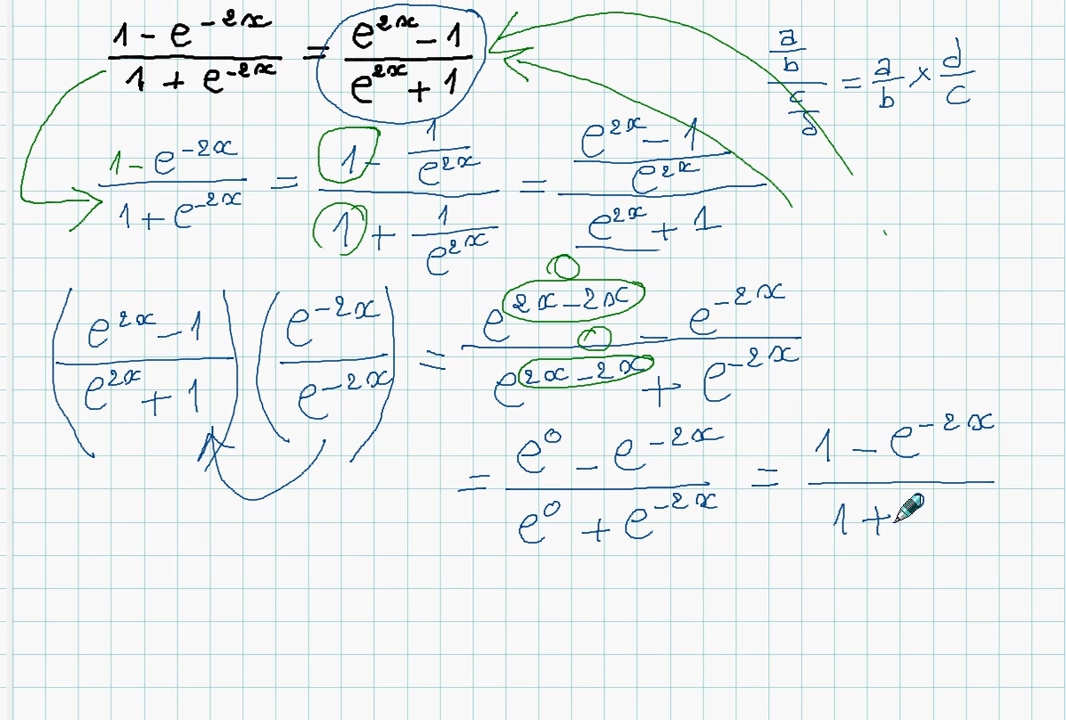 (1 - e^(-2x))/(1 + e^(-2x)) = (e^(2x) - 1)/(e^(2x) + 1)
(a/b)/(c/d) = a/b × d/c
(1 - e^(-2x))/(1 + e^(-2x)) = (1 - 1/e^(2x))/(1 + 1/e^(2x)) = ((e^(2x) - 1)/e^(2x))/(e^(2x) + 1)
0
0
((e^(2x) - 1)/(e^(2x) + 1)) (e^(-2x)/e^(-2x)) = (e^(2x-2x) - e^(-2x))/(e^(2x-2x) + e^(-2x))
= (e^0 - e^(-2x))/(e^0 + e^(-2x)) = (1 - e^(-2x))/(1 +